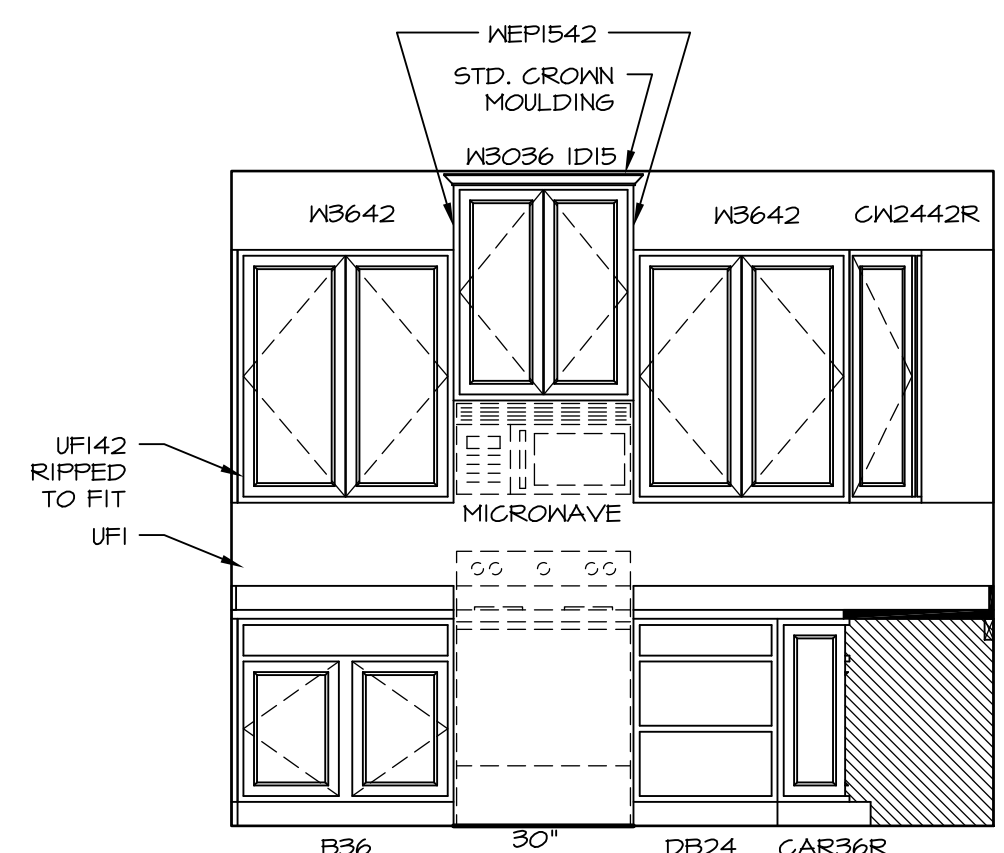 WEP1542
STD. CROWN
MOULDING
W3036 1D15
W3642
W3642
CW2442R
UF142
RIPPED
TO FIT
MICROWAVE
UF1
B36
30"
DB24
CAR36R